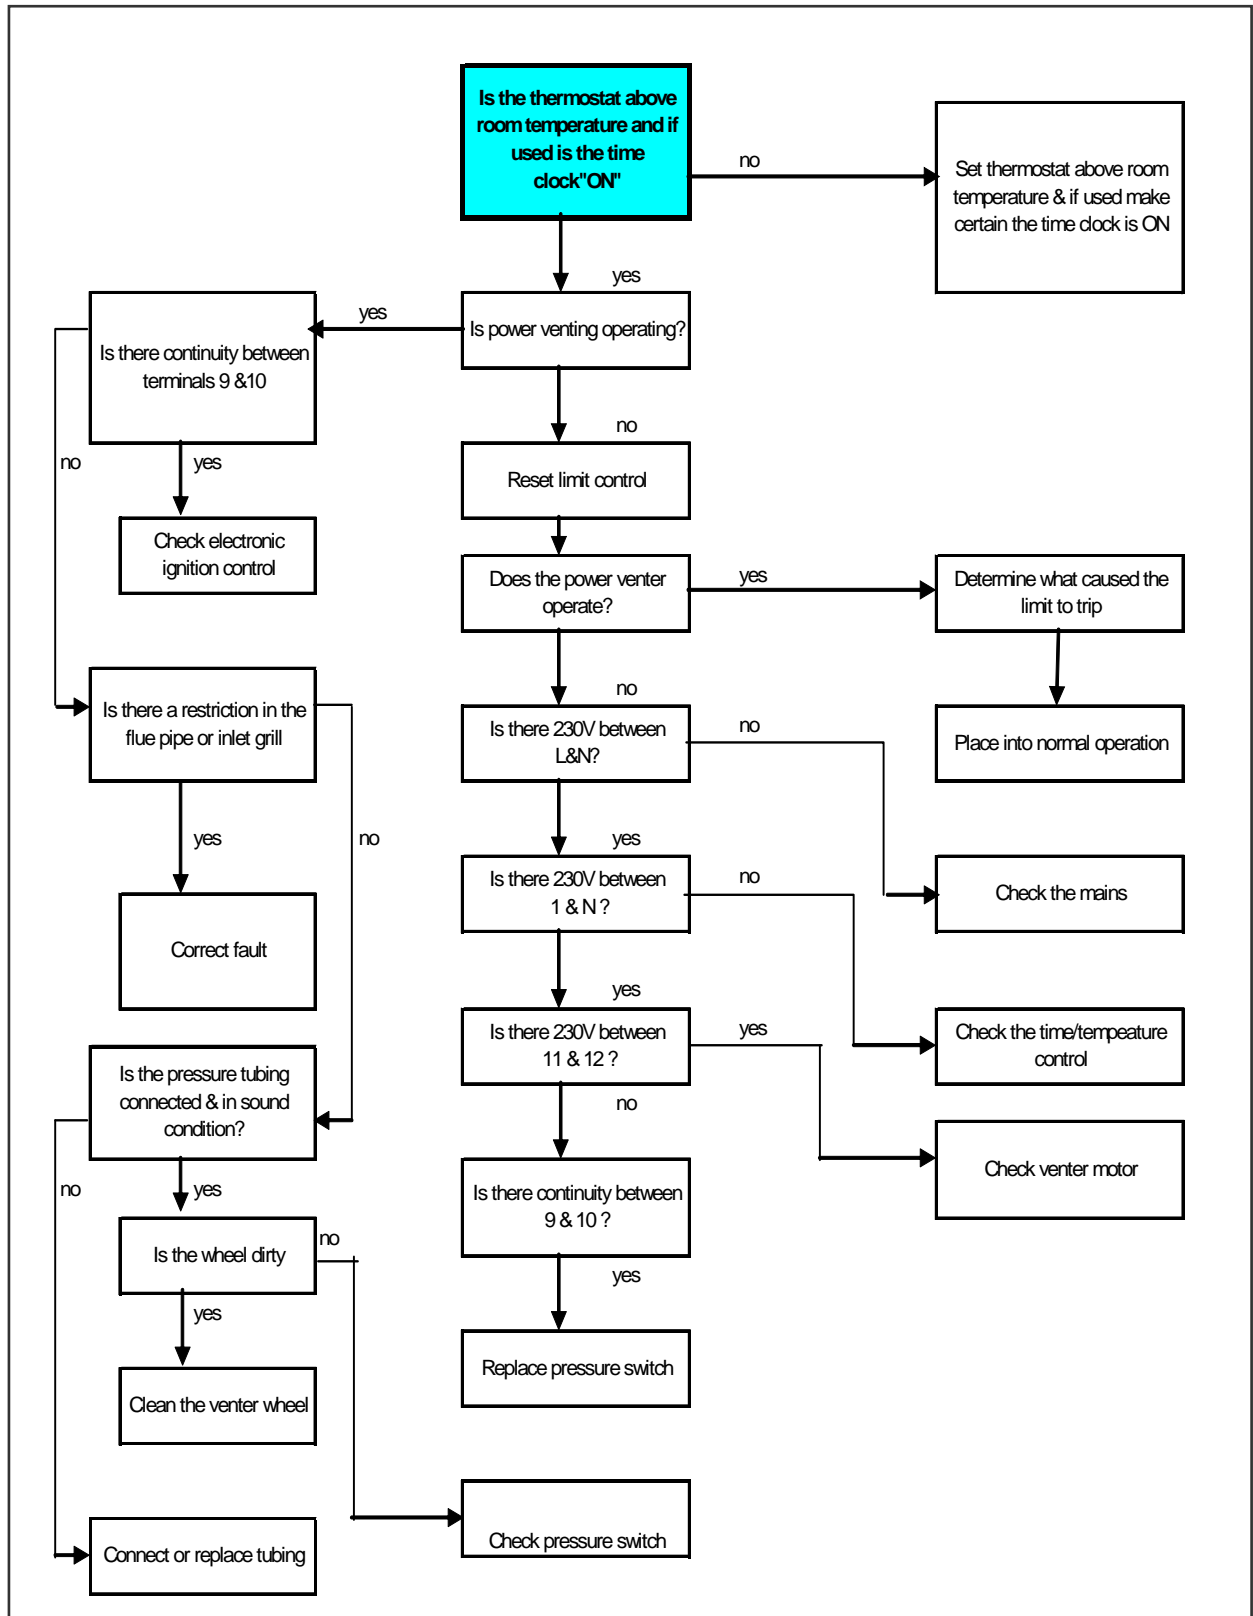 Is the thermostat above
room temperature and if
used is the time
clock"ON"
no
Set thermostat above room
temperature & if used make
certain the time clock is ON
yes
yes
Is power venting operating?
Is there continuity between
terminals 9 &10
no
no
yes
Reset limit control
Check electronic
ignition control
Does the power venter
operate?
yes
Determine what caused the
limit to trip
no
Is there a restriction in the
flue pipe or inlet grill
Is there 230V between
L&N?
no
Place into normal operation
yes
no
yes
Is there 230V between
1 & N ?
no
Check the mains
Correct fault
yes
Is there 230V between
11 & 12 ?
yes
Check the time/tempeature
control
Is the pressure tubing
connected & in sound
condition?
no
Check venter motor
no
yes
Is there continuity between
9 & 10 ?
Is the wheel dirty
no
yes
yes
Replace pressure switch
Clean the venter wheel
Check pressure switch
Connect or replace tubing